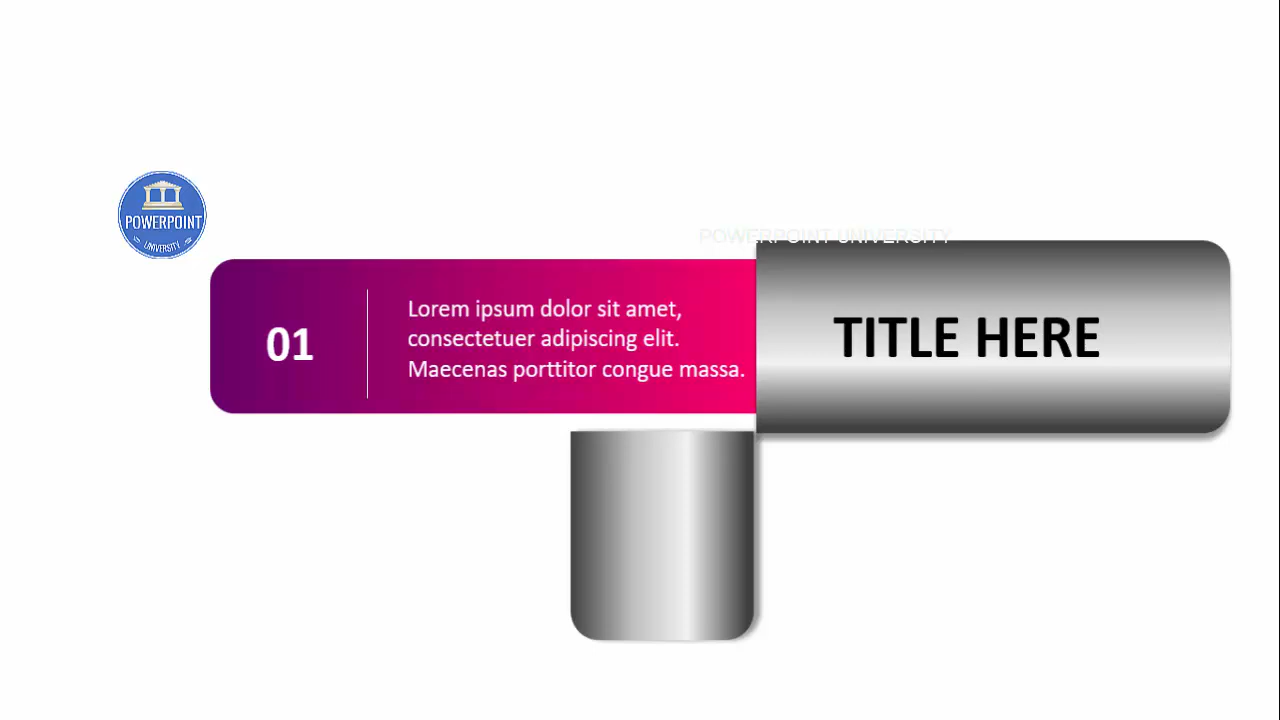 POWERPOINT
UNIVERSITY
POWERPOINT UNIVERSITY
01
Lorem ipsum dolor sit amet,
consectetuer adipiscing elit.
Maecenas porttitor congue massa.
TITLE HERE